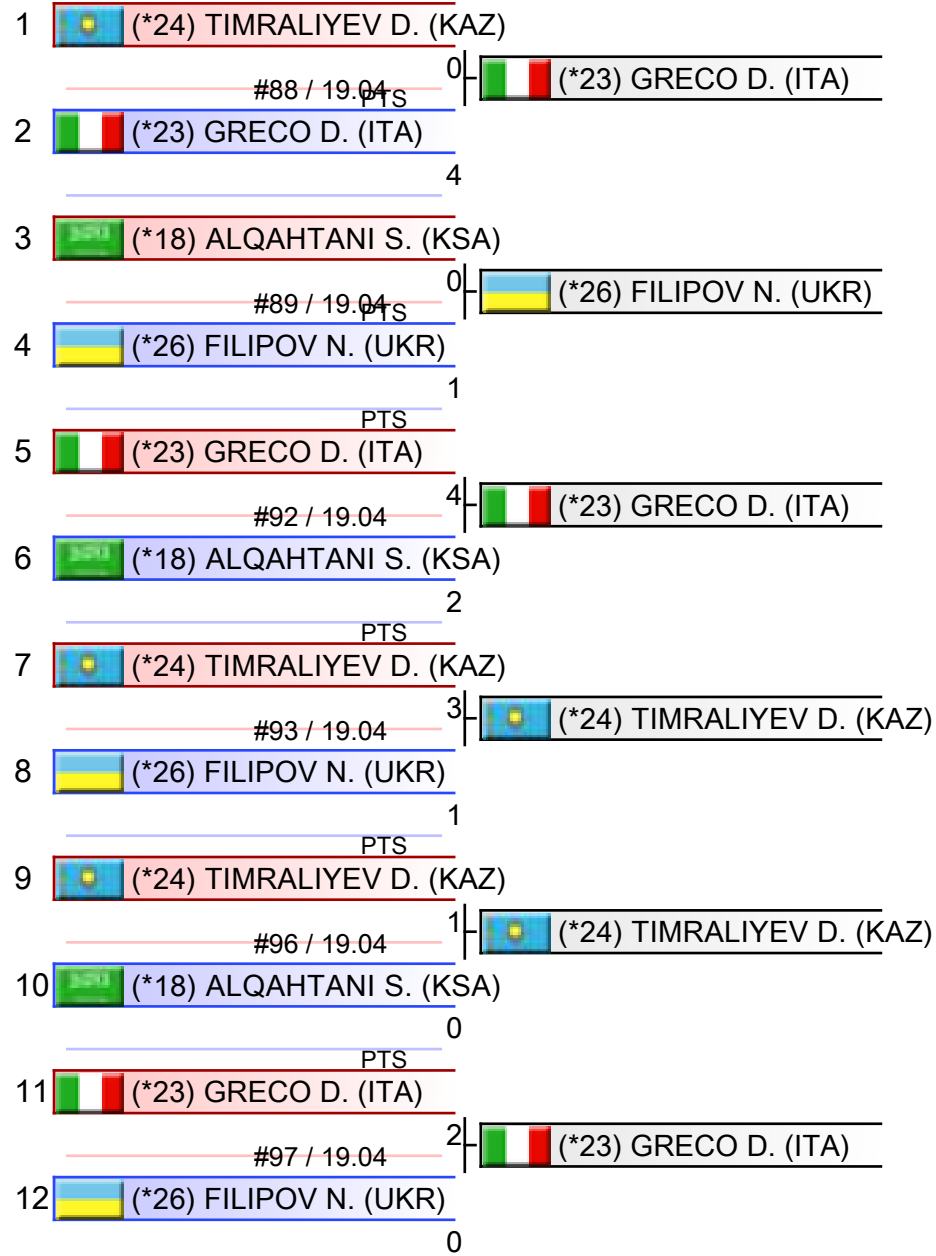 1 (*24) TIMRALIYEV D. (KAZ)
0 (*23) GRECO D. (ITA)
#88 / 19.04
PTS
2 (*23) GRECO D. (ITA)
4
3 (*18) ALQAHTANI S. (KSA)
0 (*26) FILIPOV N. (UKR)
#89 / 19.04
PTS
4 (*26) FILIPOV N. (UKR)
1
PTS
5 (*23) GRECO D. (ITA)
4 (*23) GRECO D. (ITA)
#92 / 19.04
6 (*18) ALQAHTANI S. (KSA)
2
PTS
7 (*24) TIMRALIYEV D. (KAZ)
3 (*24) TIMRALIYEV D. (KAZ)
#93 / 19.04
8 (*26) FILIPOV N. (UKR)
1
PTS
9 (*24) TIMRALIYEV D. (KAZ)
1 (*24) TIMRALIYEV D. (KAZ)
#96 / 19.04
10 (*18) ALQAHTANI S. (KSA)
0
PTS
11 (*23) GRECO D. (ITA)
2 (*23) GRECO D. (ITA)
#97 / 19.04
12 (*26) FILIPOV N. (UKR)
0